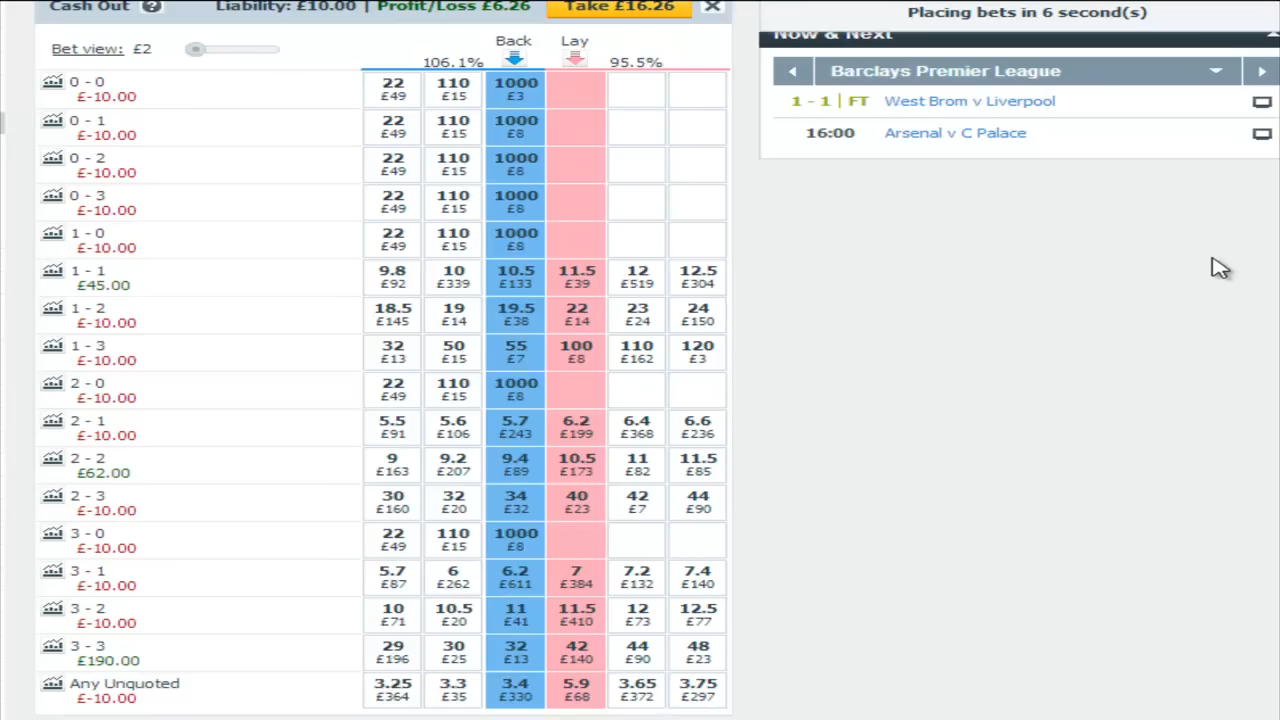 Cash Out ? Liability: £10.00 | Profit/Loss £6.26 Take £16.26
Placing bets in 6 second(s)
Bet view: £2
Back Lay
106.1% 95.5%
Now & Next
Barclays Premier League
1 - 1 | FT West Brom v Liverpool
16:00 Arsenal v C Palace
0 - 0 22 110 1000
£-10.00 £49 £15 £3
0 - 1 22 110 1000
£-10.00 £49 £15 £8
0 - 2 22 110 1000
£-10.00 £49 £15 £8
0 - 3 22 110 1000
£-10.00 £49 £15 £8
1 - 0 22 110 1000
£-10.00 £49 £15 £8
1 - 1 9.8 10 10.5 11.5 12 12.5
£45.00 £92 £339 £133 £39 £519 £304
1 - 2 18.5 19 19.5 22 23 24
£-10.00 £145 £14 £38 £14 £24 £150
1 - 3 32 50 55 100 110 120
£-10.00 £13 £15 £7 £8 £162 £3
2 - 0 22 110 1000
£-10.00 £49 £15 £8
2 - 1 5.5 5.6 5.7 6.2 6.4 6.6
£-10.00 £91 £106 £243 £199 £368 £236
2 - 2 9 9.2 9.4 10.5 11 11.5
£62.00 £163 £207 £89 £173 £82 £85
2 - 3 30 32 34 40 42 44
£-10.00 £160 £20 £32 £23 £7 £90
3 - 0 22 110 1000
£-10.00 £49 £15 £8
3 - 1 5.7 6 6.2 7 7.2 7.4
£-10.00 £87 £262 £611 £384 £132 £140
3 - 2 10 10.5 11 11.5 12 12.5
£-10.00 £71 £20 £41 £410 £73 £77
3 - 3 29 30 32 42 44 48
£190.00 £196 £25 £13 £140 £90 £23
Any Unquoted 3.25 3.3 3.4 5.9 3.65 3.75
£-10.00 £364 £35 £330 £68 £372 £297